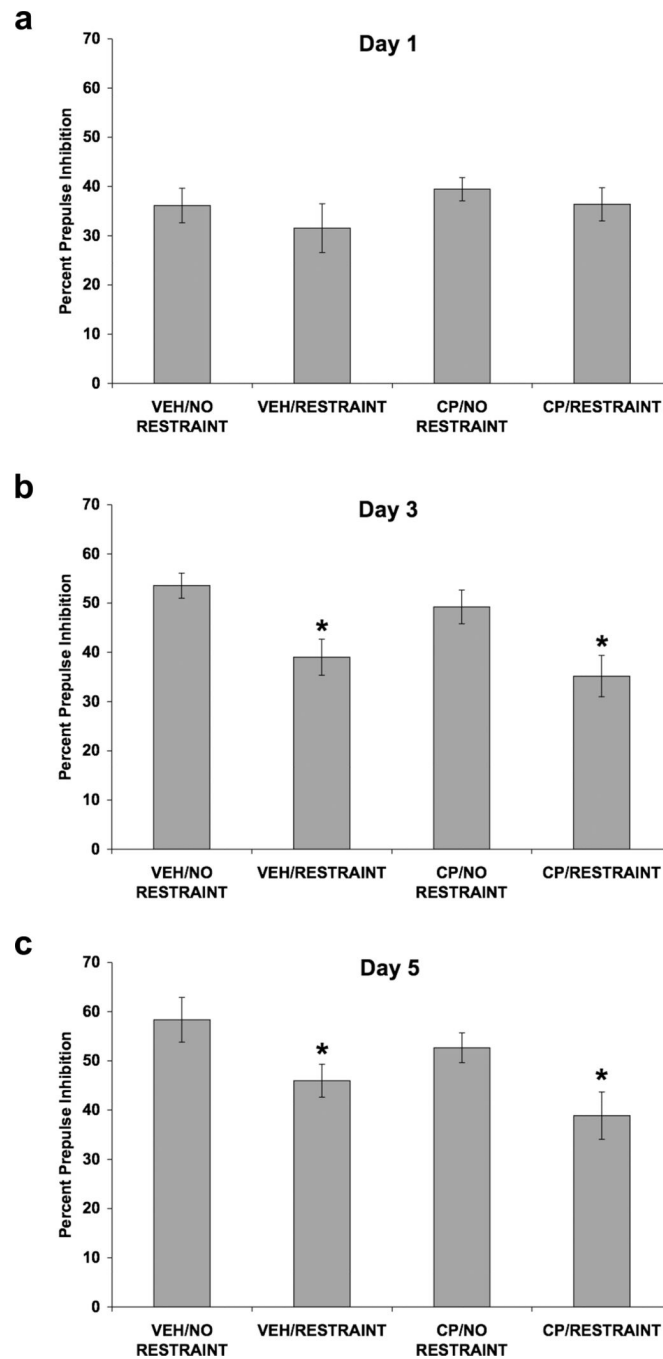 a
Day 1
Percent Prepulse Inhibition
70
60
50
40
30
20
10
0
VEH/NO
RESTRAINT
VEH/RESTRAINT
CP/NO
RESTRAINT
CP/RESTRAINT
b
Day 3
Percent Prepulse Inhibition
70
60
50
40
30
20
10
0
*
*
VEH/NO
RESTRAINT
VEH/RESTRAINT
CP/NO
RESTRAINT
CP/RESTRAINT
c
Day 5
Percent Prepulse Inhibition
70
60
50
40
30
20
10
0
*
*
VEH/NO
RESTRAINT
VEH/RESTRAINT
CP/NO
RESTRAINT
CP/RESTRAINT